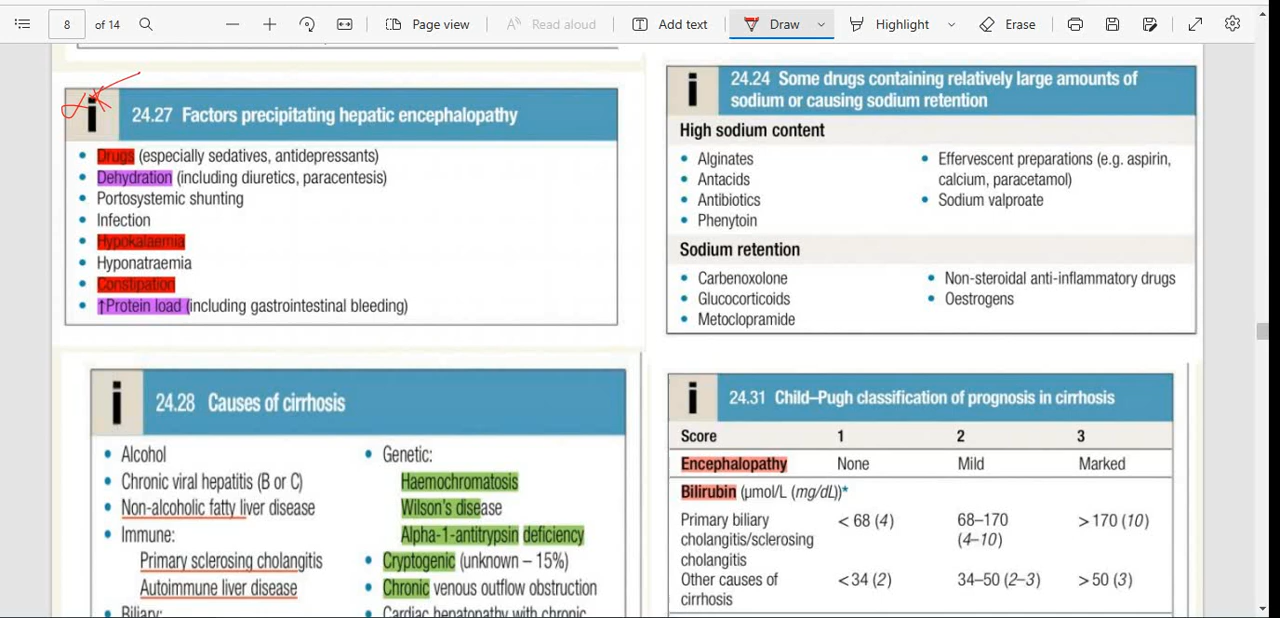 8 of 14
Page view
Read aloud
Add text
Draw
Highlight
Erase
i 24.27 Factors precipitating hepatic encephalopathy
• Drugs (especially sedatives, antidepressants)
• Dehydration (including diuretics, paracentesis)
• Portosystemic shunting
• Infection
• Hypokalaemia
• Hyponatraemia
• Constipation
• ↑Protein load (including gastrointestinal bleeding)
i 24.24 Some drugs containing relatively large amounts of
sodium or causing sodium retention
High sodium content
• Alginates
• Antacids
• Antibiotics
• Phenytoin
• Effervescent preparations (e.g. aspirin,
calcium, paracetamol)
• Sodium valproate
Sodium retention
• Carbenoxolone
• Glucocorticoids
• Metoclopramide
• Non-steroidal anti-inflammatory drugs
• Oestrogens
i 24.28 Causes of cirrhosis
• Alcohol
• Chronic viral hepatitis (B or C)
• Non-alcoholic fatty liver disease
• Immune:
Primary sclerosing cholangitis
Autoimmune liver disease
• Biliary:
• Genetic:
Haemochromatosis
Wilson's disease
Alpha-1-antitrypsin deficiency
• Cryptogenic (unknown – 15%)
• Chronic venous outflow obstruction
• Cardiac hepatopathy with chronic
i 24.31 Child–Pugh classification of prognosis in cirrhosis
Score 1 2 3
Encephalopathy None Mild Marked
Bilirubin (μmol/L (mg/dL))*
Primary biliary < 68 (4) 68–170 > 170 (10)
cholangitis/sclerosing (4–10)
cholangitis
Other causes of < 34 (2) 34–50 (2–3) > 50 (3)
cirrhosis